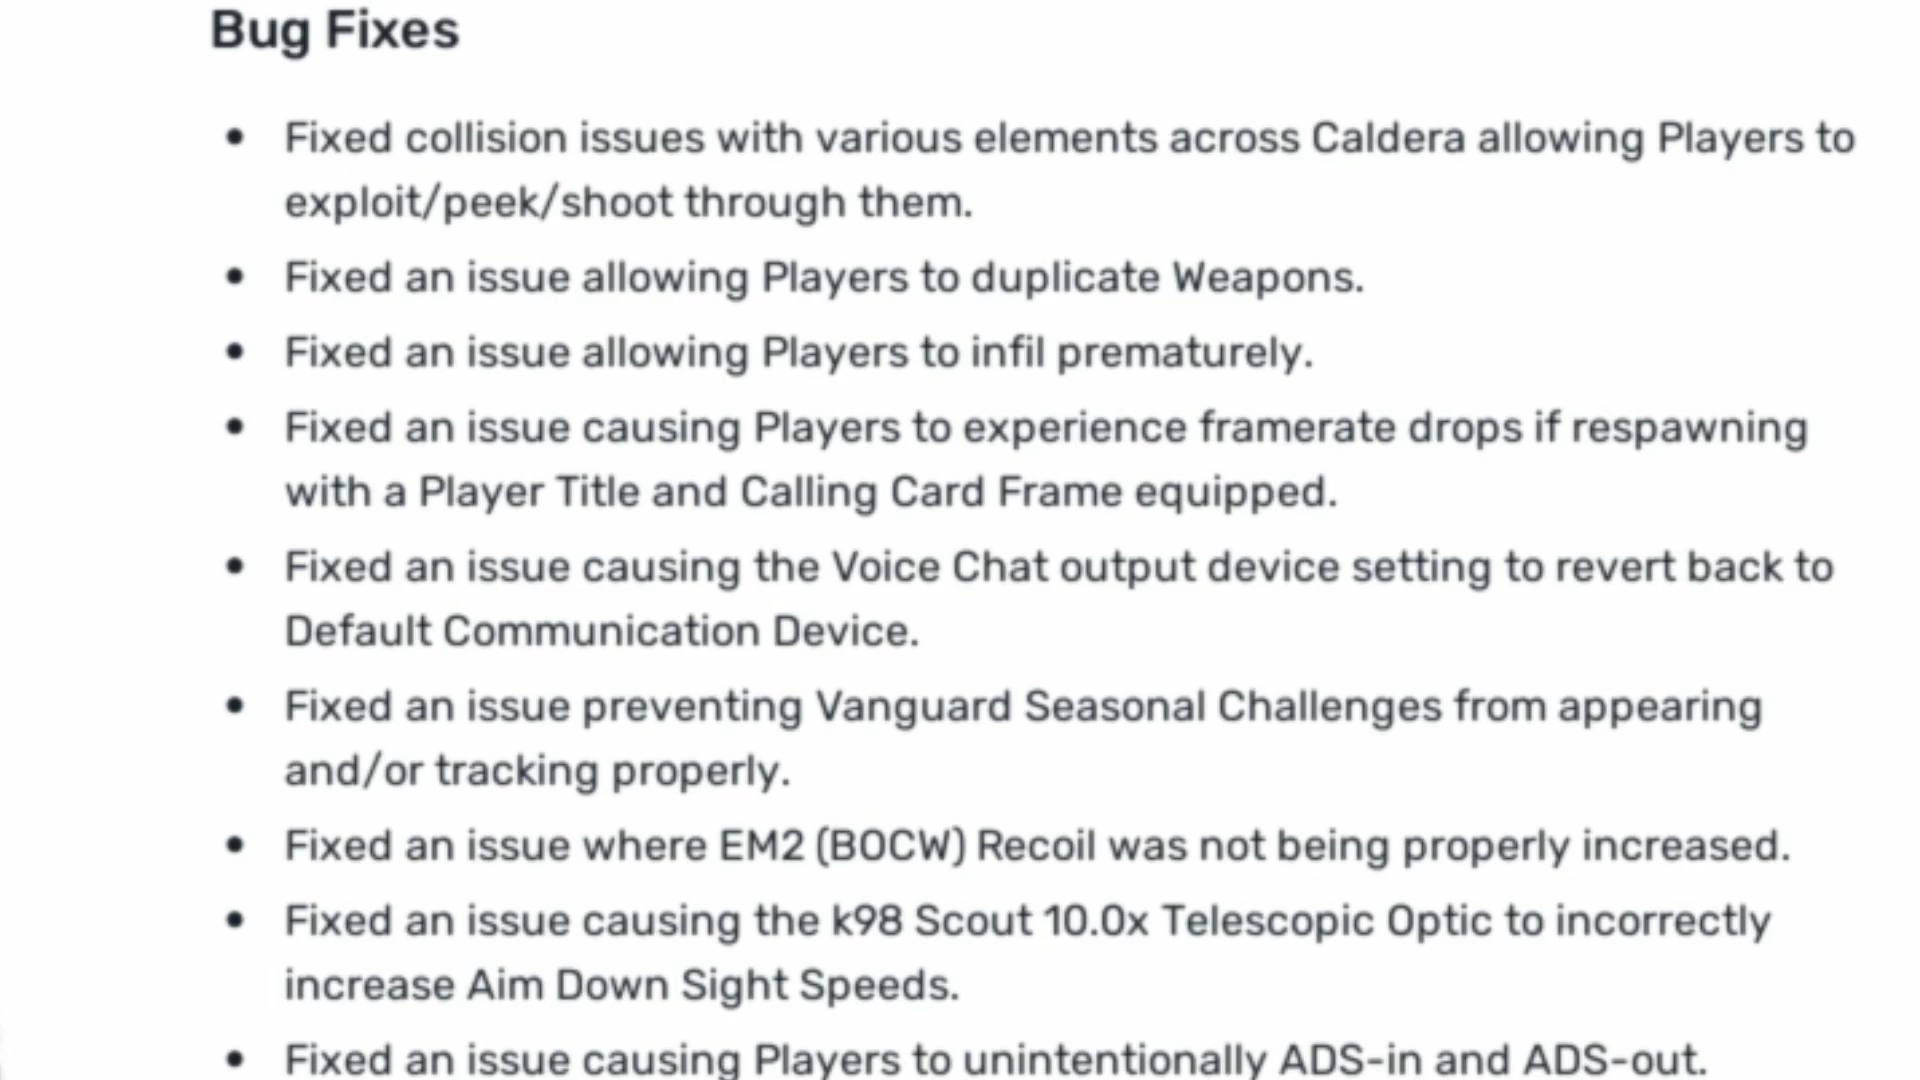 Bug Fixes
• Fixed collision issues with various elements across Caldera allowing Players to
exploit/peek/shoot through them.
• Fixed an issue allowing Players to duplicate Weapons.
• Fixed an issue allowing Players to infil prematurely.
• Fixed an issue causing Players to experience framerate drops if respawning
with a Player Title and Calling Card Frame equipped.
• Fixed an issue causing the Voice Chat output device setting to revert back to
Default Communication Device.
• Fixed an issue preventing Vanguard Seasonal Challenges from appearing
and/or tracking properly.
• Fixed an issue where EM2 (BOCW) Recoil was not being properly increased.
• Fixed an issue causing the k98 Scout 10.0x Telescopic Optic to incorrectly
increase Aim Down Sight Speeds.
• Fixed an issue causing Players to unintentionally ADS-in and ADS-out.